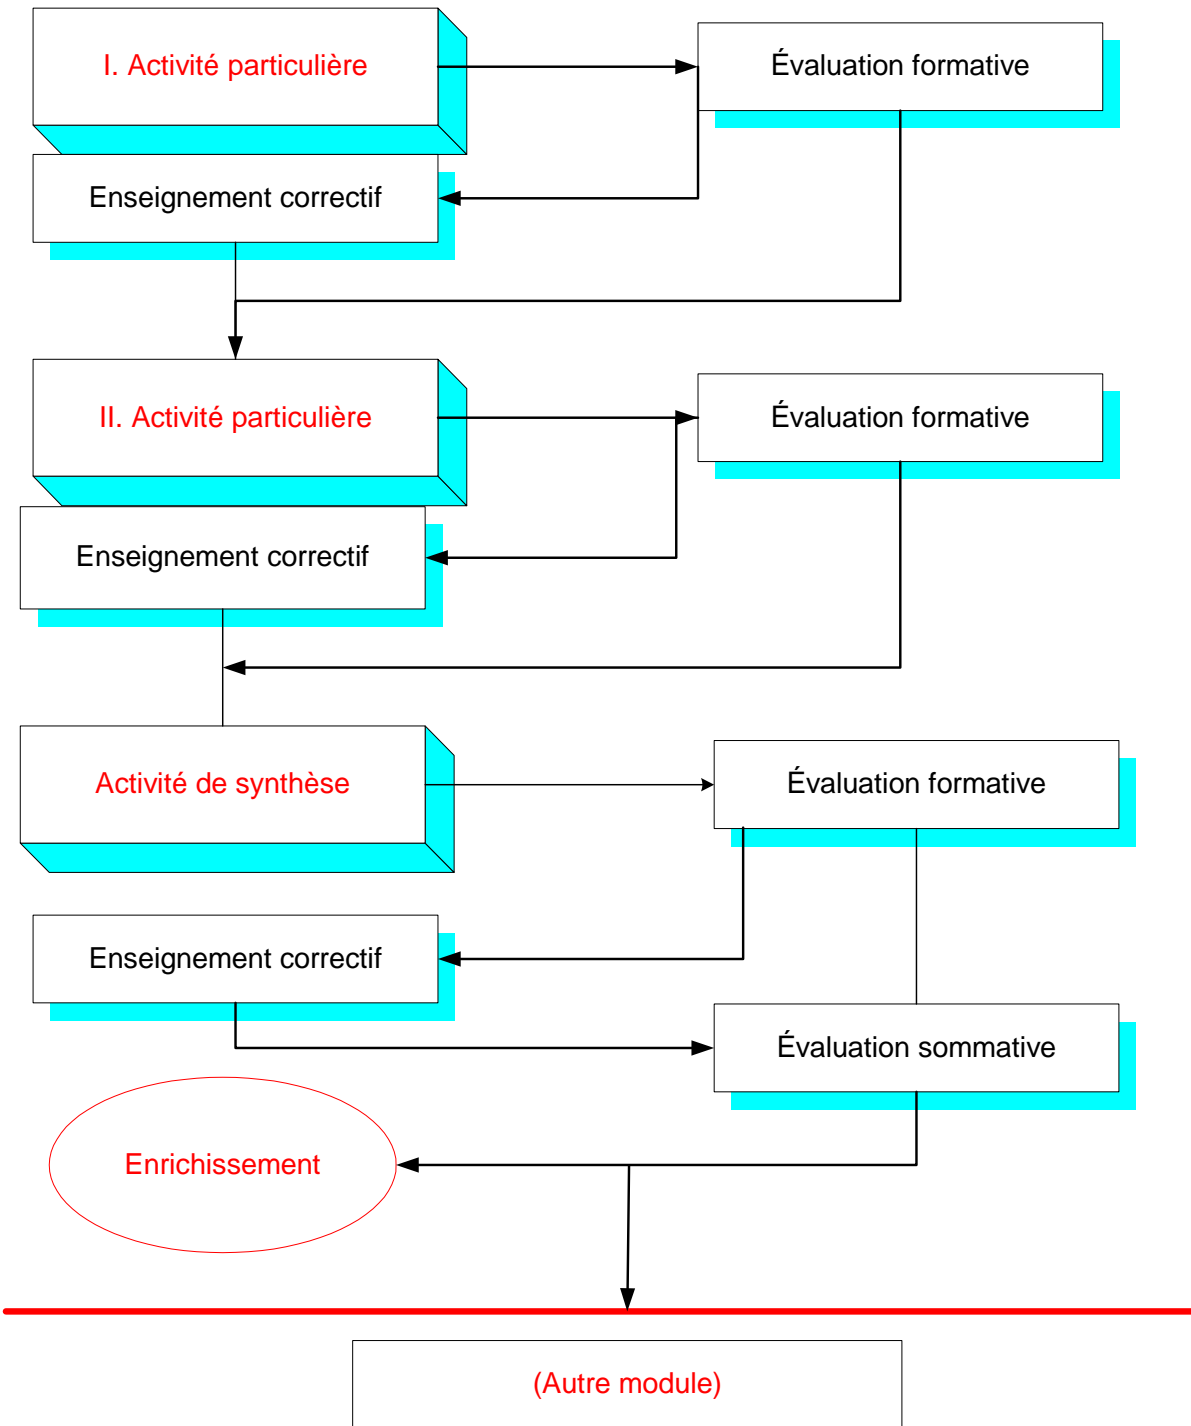 I. Activité particulière
Évaluation formative
Enseignement correctif
II. Activité particulière
Évaluation formative
Enseignement correctif
Activité de synthèse
Évaluation formative
Enseignement correctif
Évaluation sommative
Enrichissement
(Autre module)